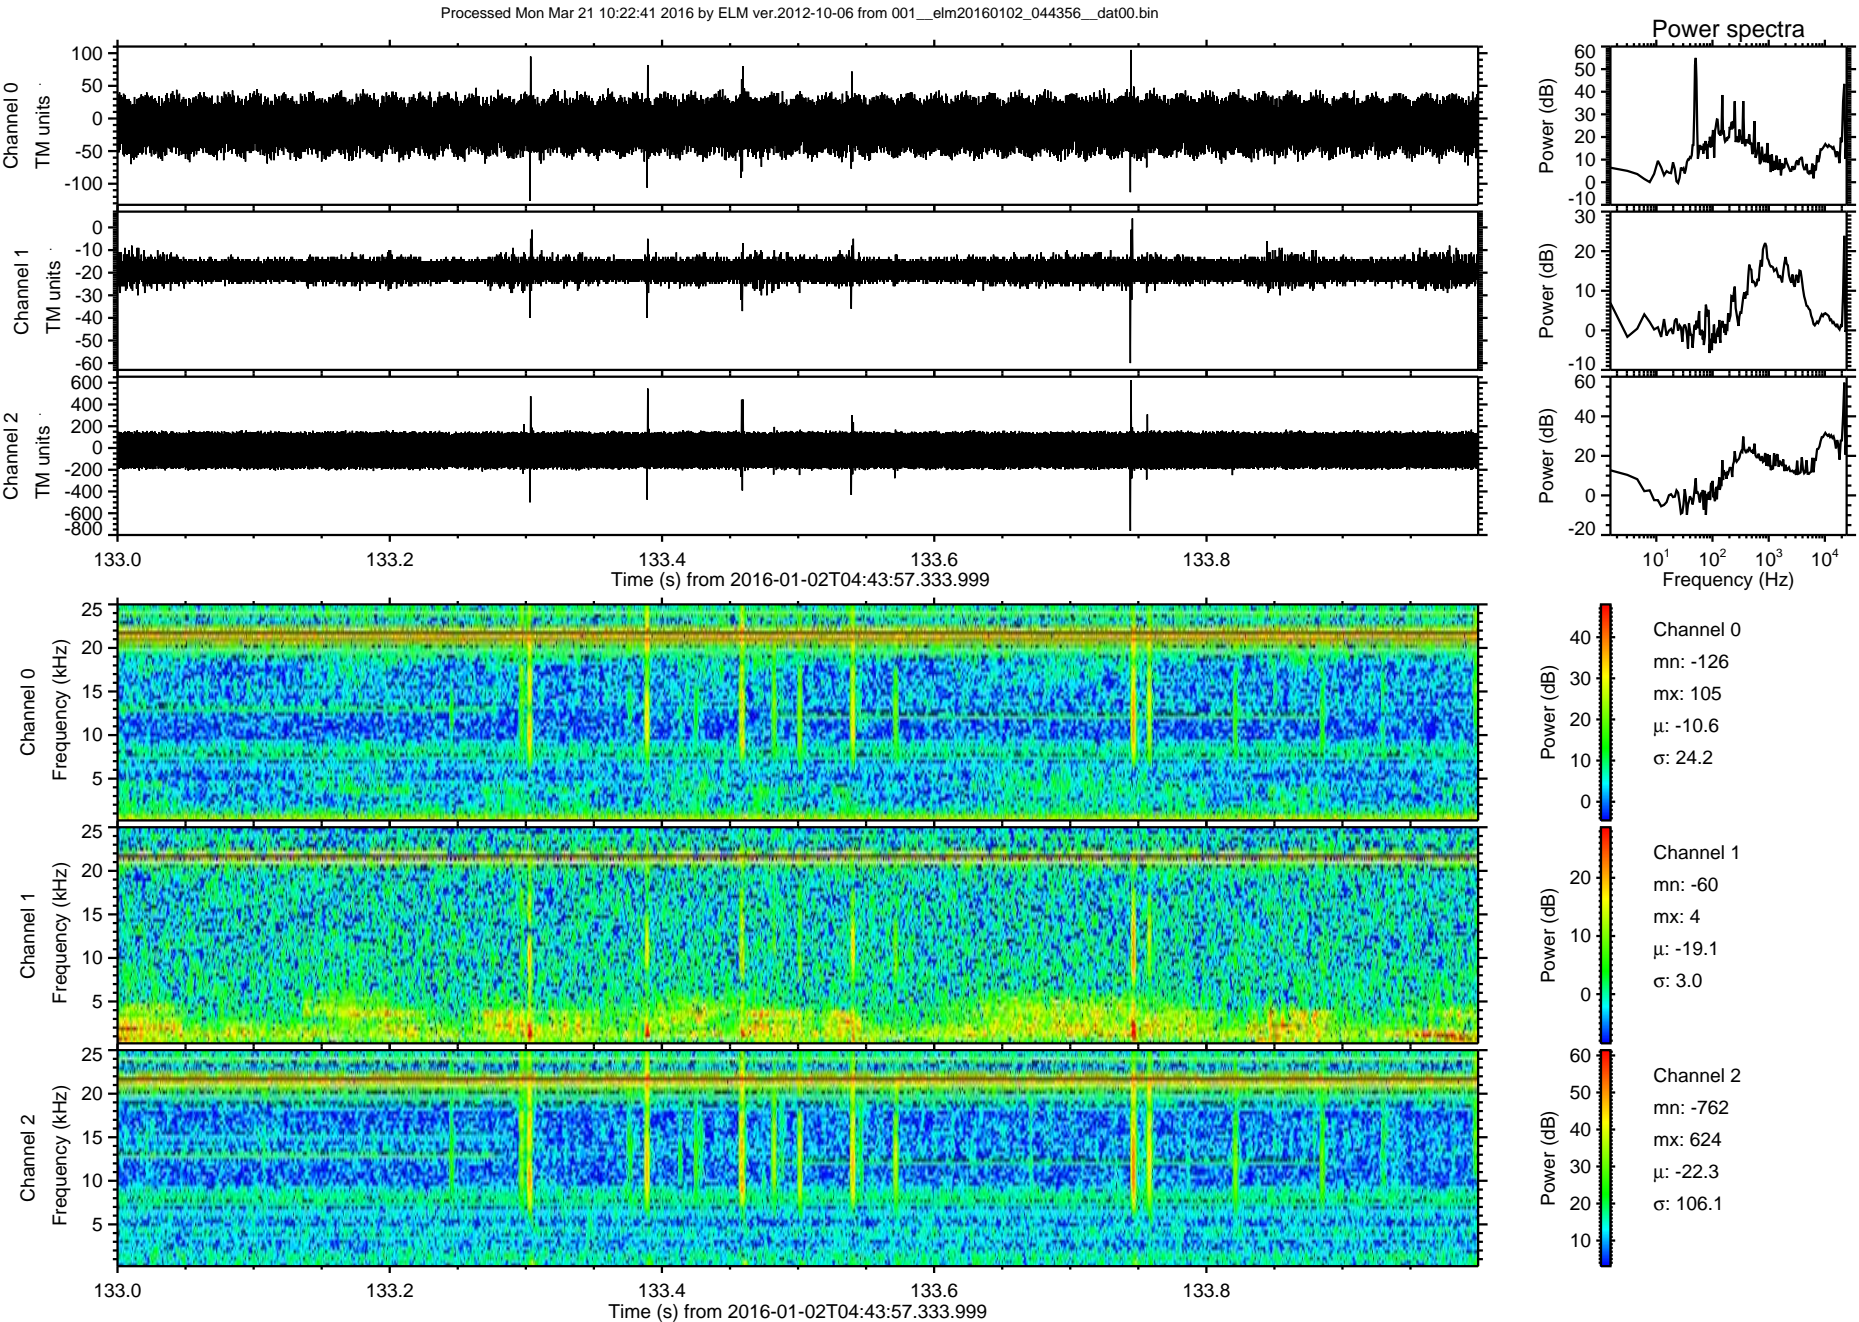 Processed Mon Mar 21 10:22:41 2016 by ELM ver.2012-10-06 from 001__elm20160102_044356__dat00.bin
Power spectra
Channel 0
TM units
100
50
0
-50
-100
Power (dB)
60
50
40
30
20
10
0
-10
Channel 1
TM units
0
-10
-20
-30
-40
-50
-60
Power (dB)
30
20
10
0
-10
Channel 2
TM units
600
400
200
0
-200
-400
-600
-800
Power (dB)
60
40
20
0
-20
133.0 133.2 133.4 133.6 133.8
Time (s) from 2016-01-02T04:43:57.333.999
10^1 10^2 10^3 10^4
Frequency (Hz)
Channel 0
Frequency (kHz)
25
20
15
10
5
Power (dB)
40
30
20
10
0
Channel 0
mn: -126
mx: 105
μ: -10.6
σ: 24.2
Channel 1
Frequency (kHz)
25
20
15
10
5
Power (dB)
20
10
0
Channel 1
mn: -60
mx: 4
μ: -19.1
σ: 3.0
Channel 2
Frequency (kHz)
25
20
15
10
5
Power (dB)
60
50
40
30
20
10
Channel 2
mn: -762
mx: 624
μ: -22.3
σ: 106.1
133.0 133.2 133.4 133.6 133.8
Time (s) from 2016-01-02T04:43:57.333.999